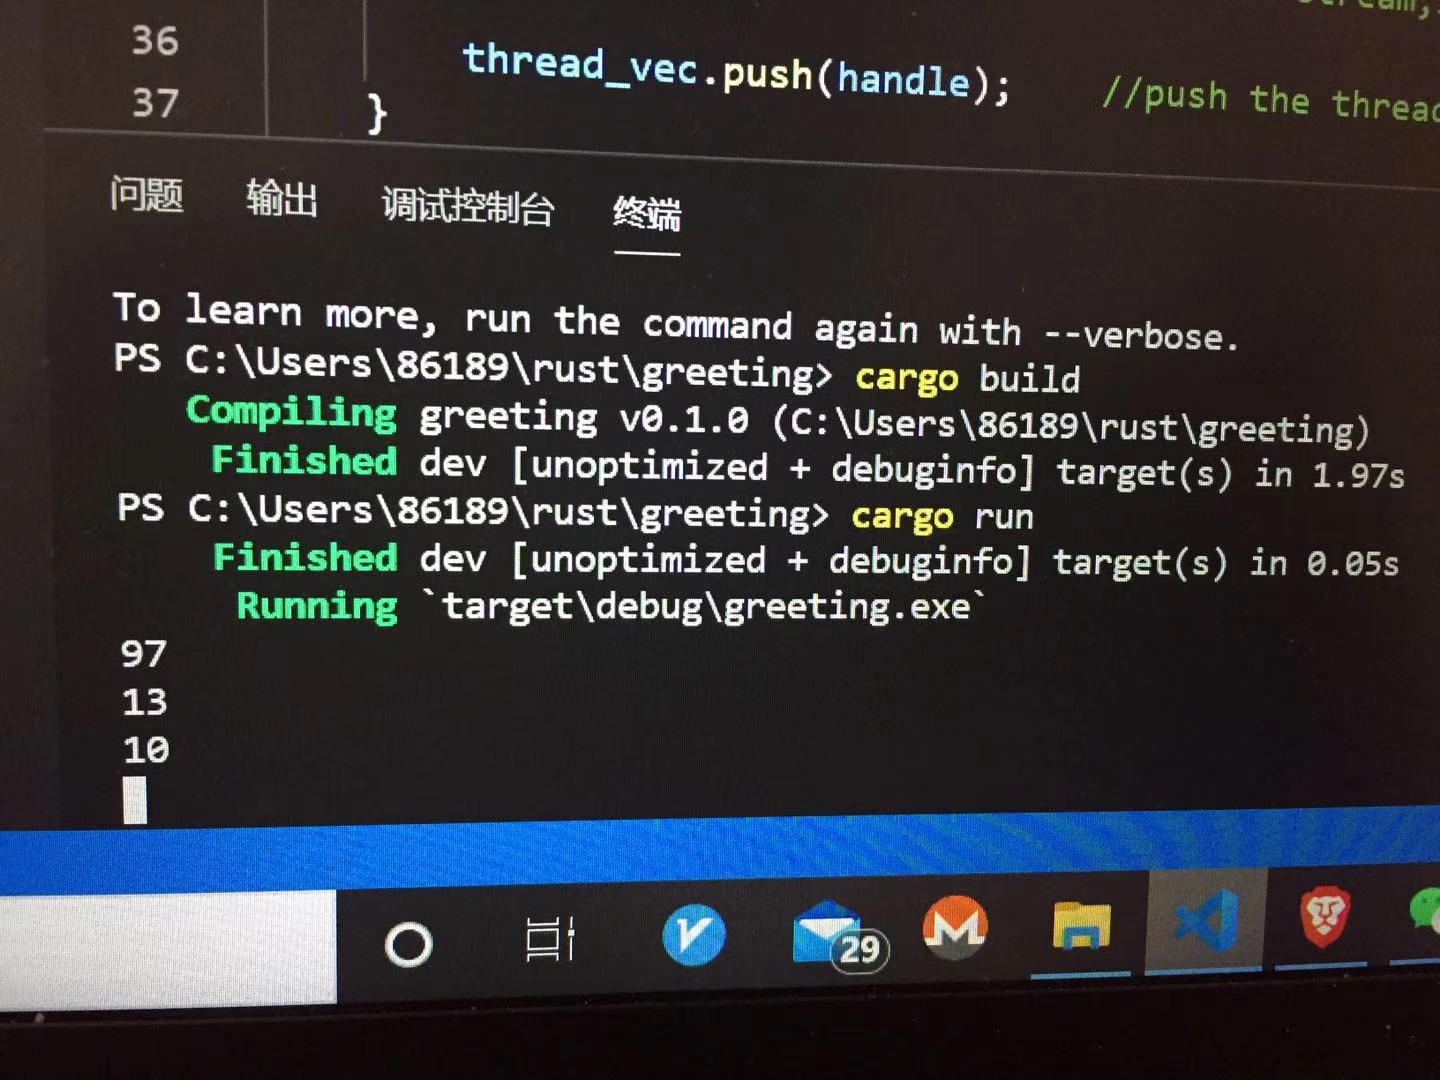 36
thread_vec.push(handle); //push the thread
37 }
问题 输出 调试控制台 终端
To learn more, run the command again with --verbose.
PS C:\Users\86189\rust\greeting> cargo build
Compiling greeting v0.1.0 (C:\Users\86189\rust\greeting)
Finished dev [unoptimized + debuginfo] target(s) in 1.97s
PS C:\Users\86189\rust\greeting> cargo run
Finished dev [unoptimized + debuginfo] target(s) in 0.05s
Running `target\debug\greeting.exe`
97
13
10
29